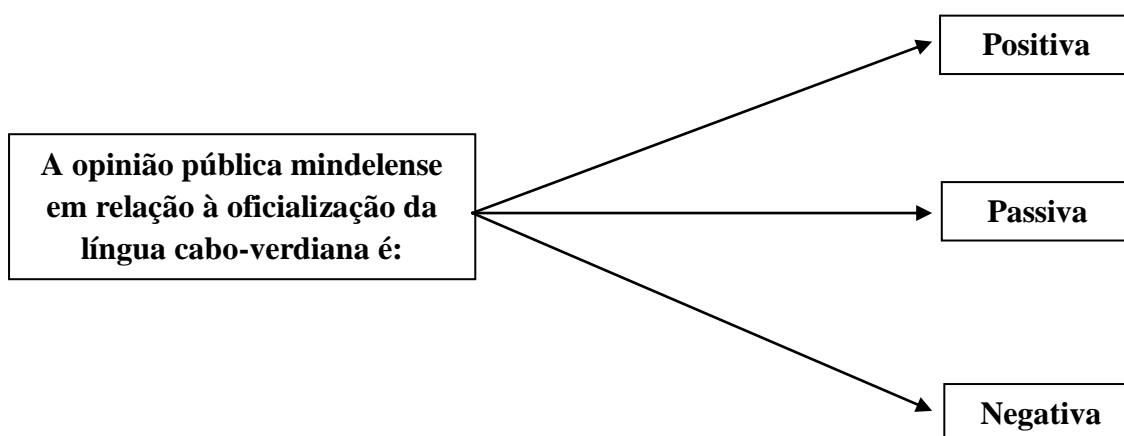 Positiva
A opinião pública mindelense
em relação à oficialização da
língua cabo-verdiana é:
Passiva
Negativa